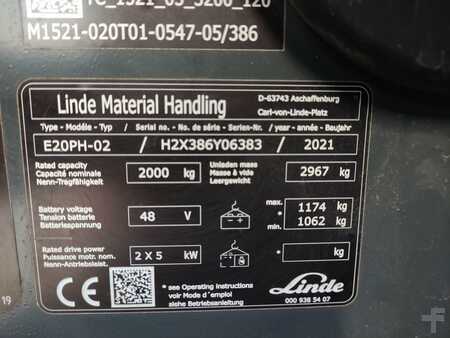 TC_1521_05_3200_120
M1521-020T01-0547-05/386
Linde Material Handling
D-63743 Aschaffenburg
Carl-von-Linde-Platz
Type - Modéle - Typ / Serial no. - No. de série - Serien-Nr. / year - année - Baujahr
E20PH-02 / H2X386Y06383 / 2021
Rated capacity
Capacité nominale
Nenn-Tragfähigkeit
2000 kg
Unladen mass
Masse à vide
Leergewicht
2967 kg
Battery voltage
Tension batterie
Batteriespannung
48 V
max. 1174 kg
min. 1062 kg
Rated drive power
Puissance motr. nom.
Nenn-Antriebsleist.
2 X 5 kW
* kg
CE
* see Operating Instructions
voir Mode d'emploi
siehe Betriebsanleitung
Linde
000 938 54 07
19